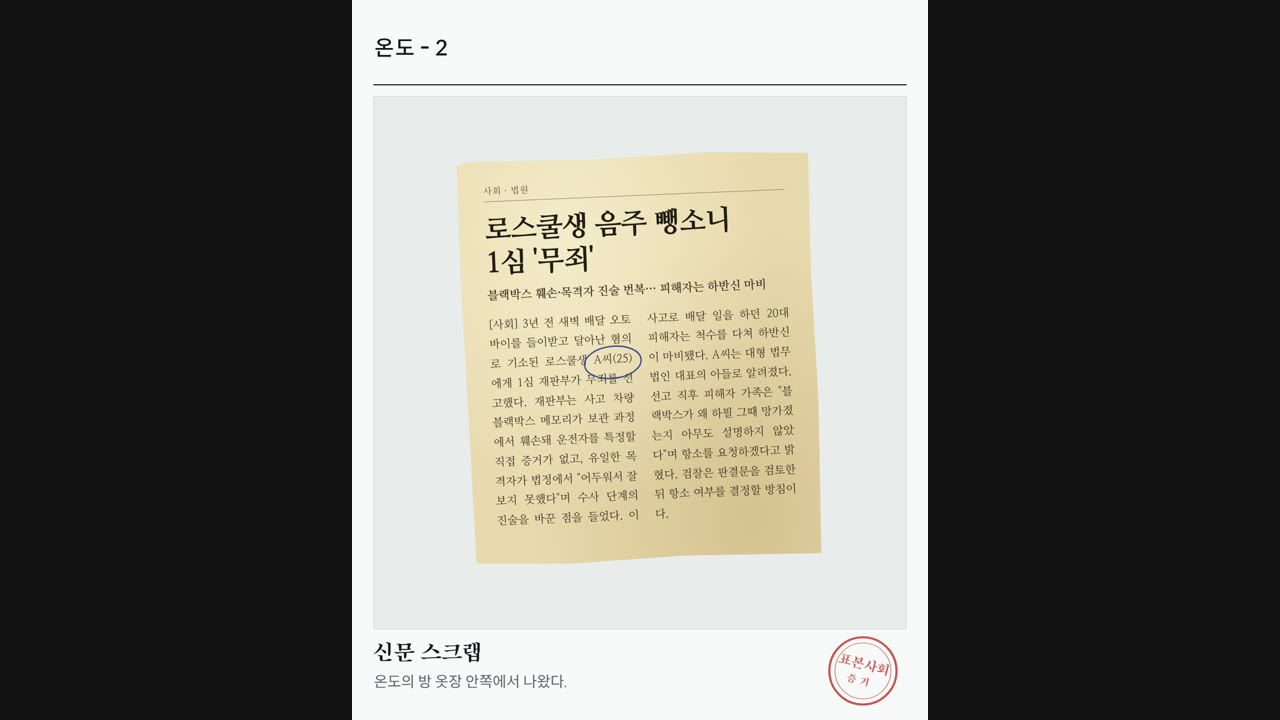 온도 - 2
사회 · 법원
로스쿨생 음주 뺑소니
1심 '무죄'
블랙박스 훼손·목격자 진술 번복… 피해자는 하반신 마비
[사회] 3년 전 새벽 배달 오토
바이를 들이받고 달아난 혐의
로 기소된 로스쿨생 A씨(25)
에게 1심 재판부가 무죄를 선
고했다. 재판부는 사고 차량
블랙박스 메모리가 보관 과정
에서 훼손돼 운전자를 특정할
직접 증거가 없고, 유일한 목
격자가 법정에서 "어두워서 잘
보지 못했다"며 수사 단계의
진술을 바꾼 점을 들었다. 이
사고로 배달 일을 하던 20대
피해자는 척수를 다쳐 하반신
이 마비됐다. A씨는 대형 법무
법인 대표의 아들로 알려졌다.
선고 직후 피해자 가족은 "블
랙박스가 왜 하필 그때 망가졌
는지 아무도 설명하지 않았
다"며 항소를 요청하겠다고 밝
혔다. 검찰은 판결문을 검토한
뒤 항소 여부를 결정할 방침이
다.
신문 스크랩
온도의 방 옷장 안쪽에서 나왔다.
표본사회
증거